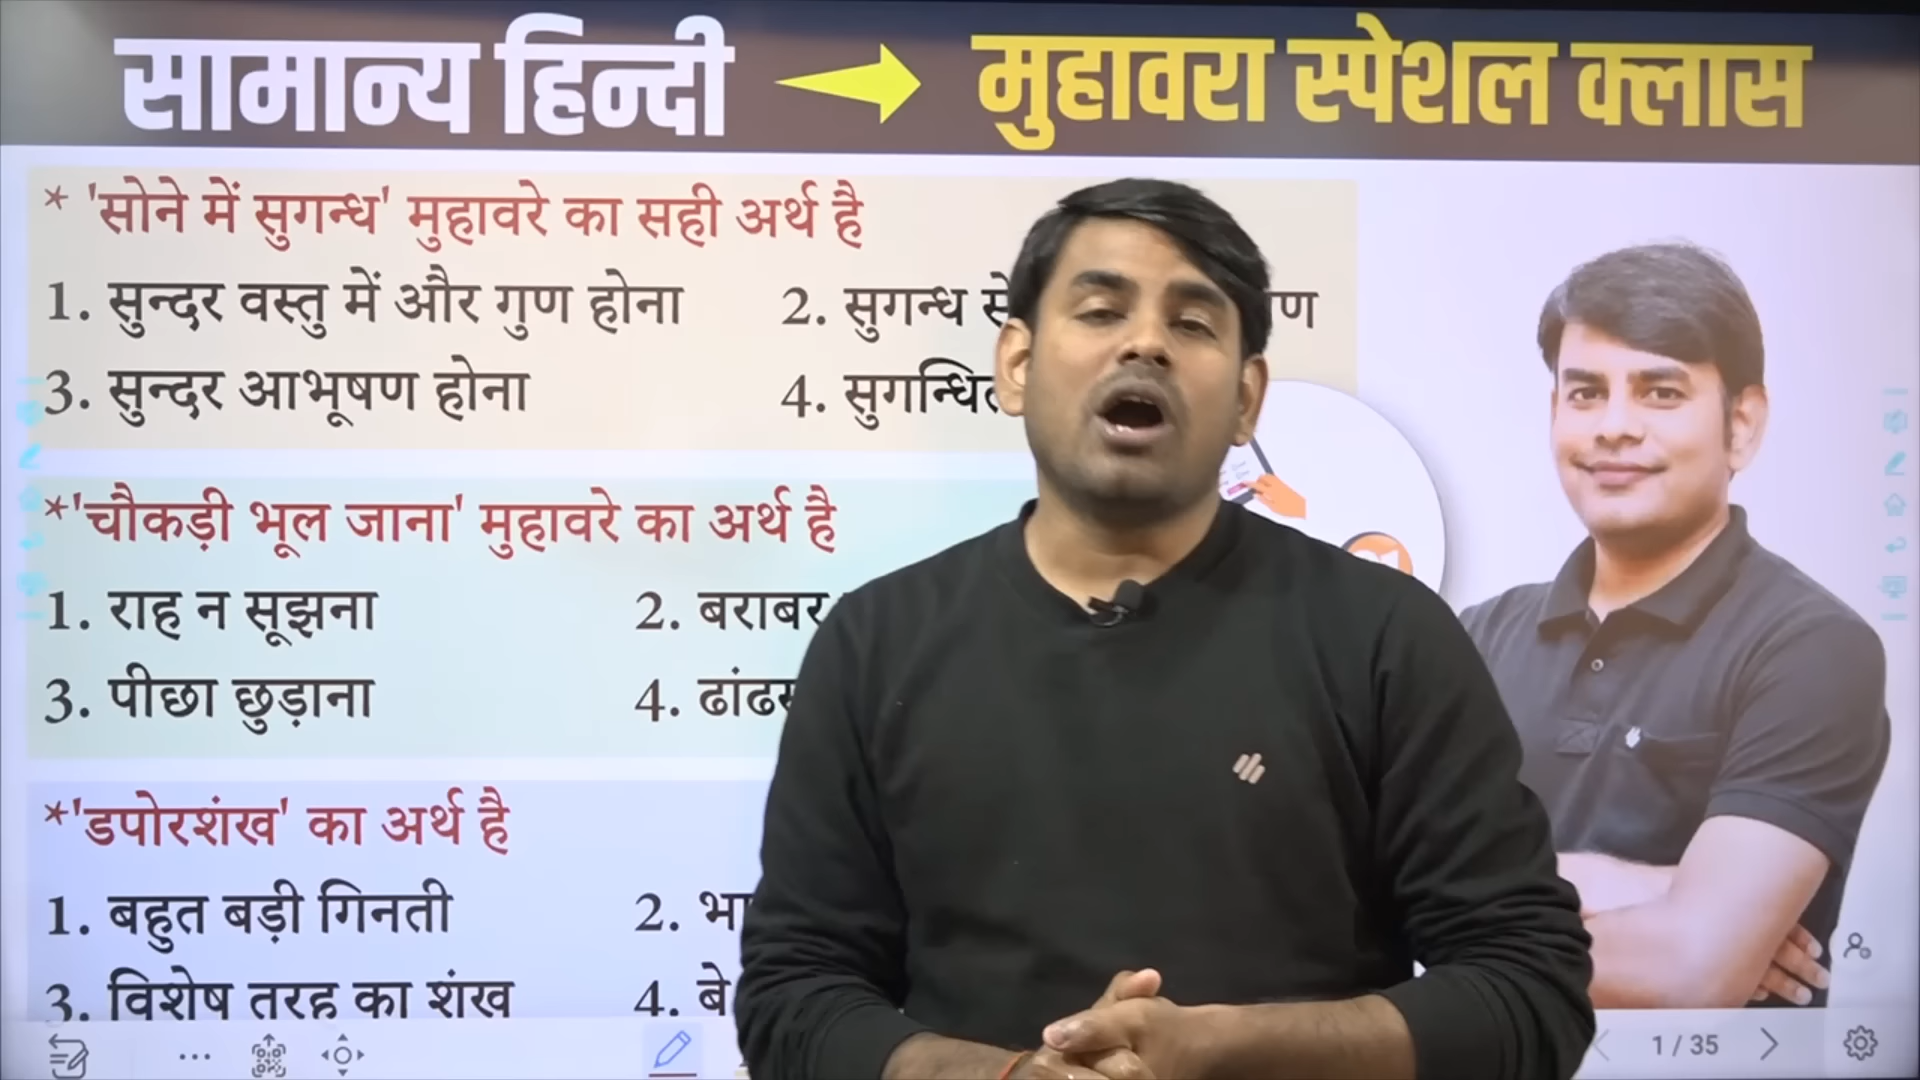 सामान्य हिन्दी मुहावरा स्पेशल क्लास
* 'सोने में सुगन्ध' मुहावरे का सही अर्थ है
1. सुन्दर वस्तु में और गुण होना 2. सुगन्ध
3. सुन्दर आभूषण होना 4.
*'चौकड़ी भूल जाना' मुहावरे का अर्थ है
1. राह न सूझना 2. बराबर
3. पीछा छुड़ाना 4.
*'डपोरशंख' का अर्थ है
1. बहुत बड़ी गिनती 2.
3. विशेष तरह का शंख 4.
1 / 35